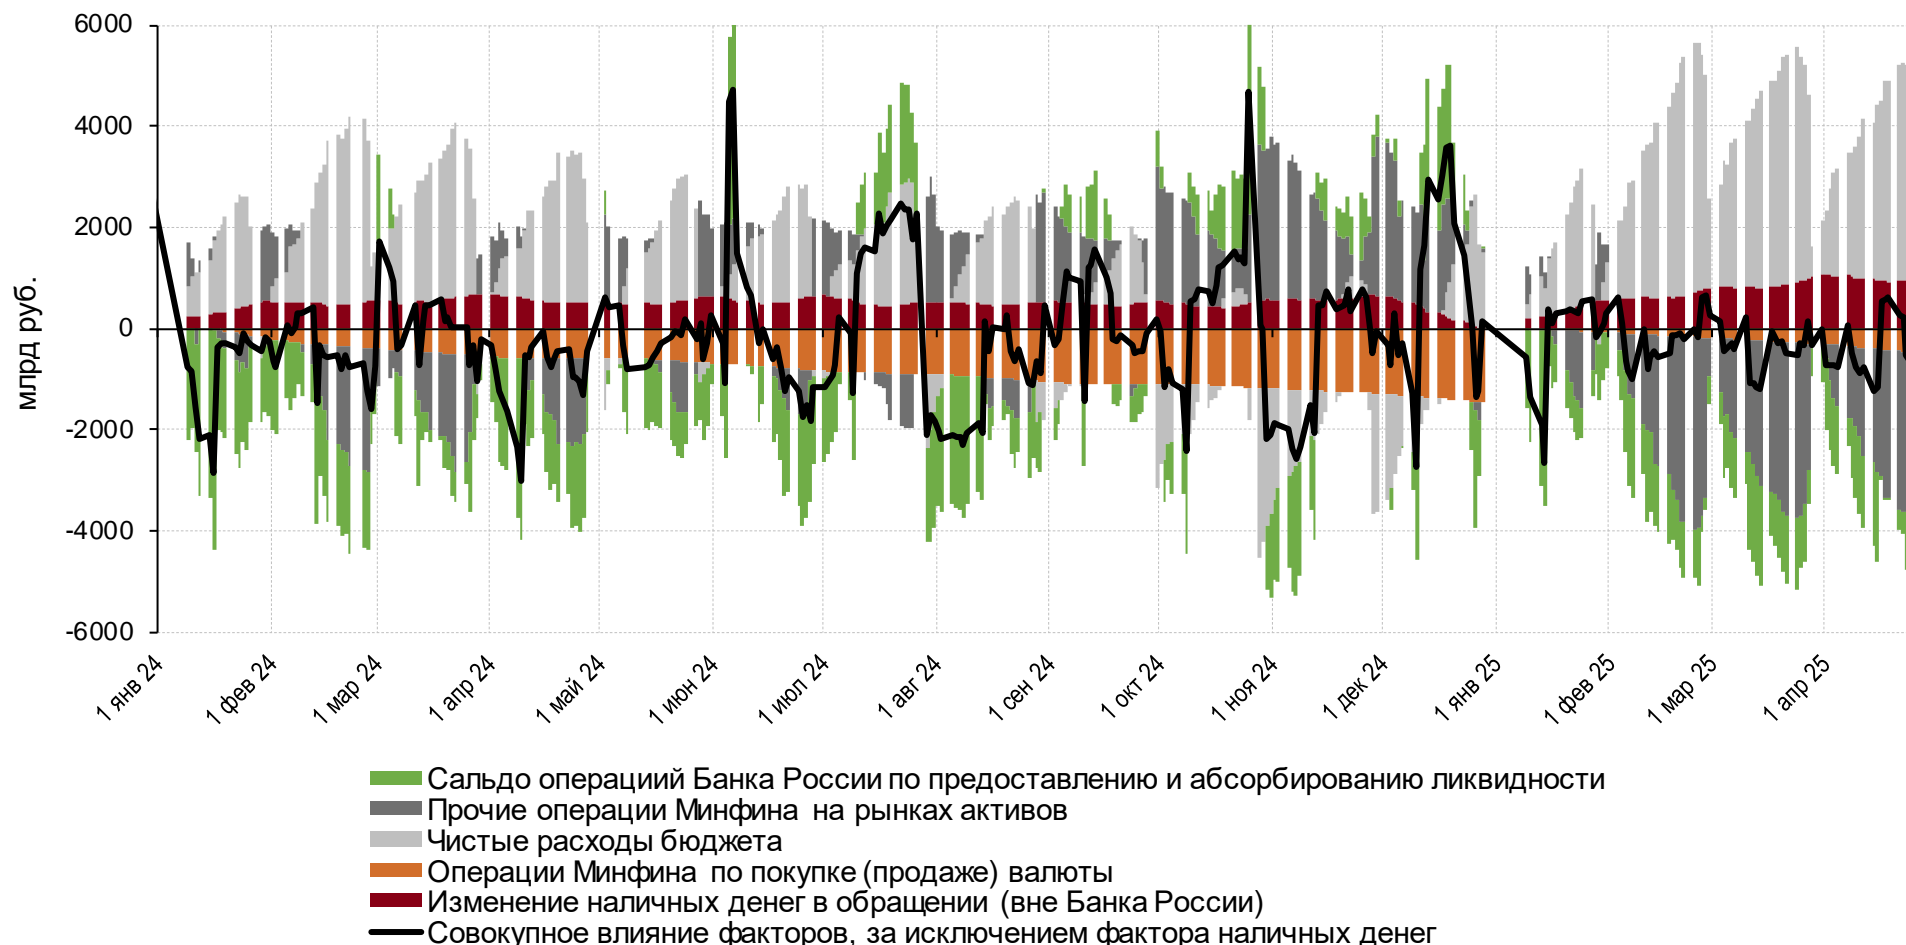 млрд руб.
6000
4000
2000
0
-2000
-4000
-6000
1 янв 24
1 фев 24
1 мар 24
1 апр 24
1 май 24
1 июн 24
1 июл 24
1 авг 24
1 сен 24
1 окт 24
1 ноя 24
1 дек 24
1 янв 25
1 фев 25
1 мар 25
1 апр 25
Сальдо операциий Банка России по предоставлению и абсорбированию ликвидности
Прочие операции Минфина на рынках активов
Чистые расходы бюджета
Операции Минфина по покупке (продаже) валюты
Изменение наличных денег в обращении (вне Банка России)
Совокупное влияние факторов, за исключением фактора наличных денег